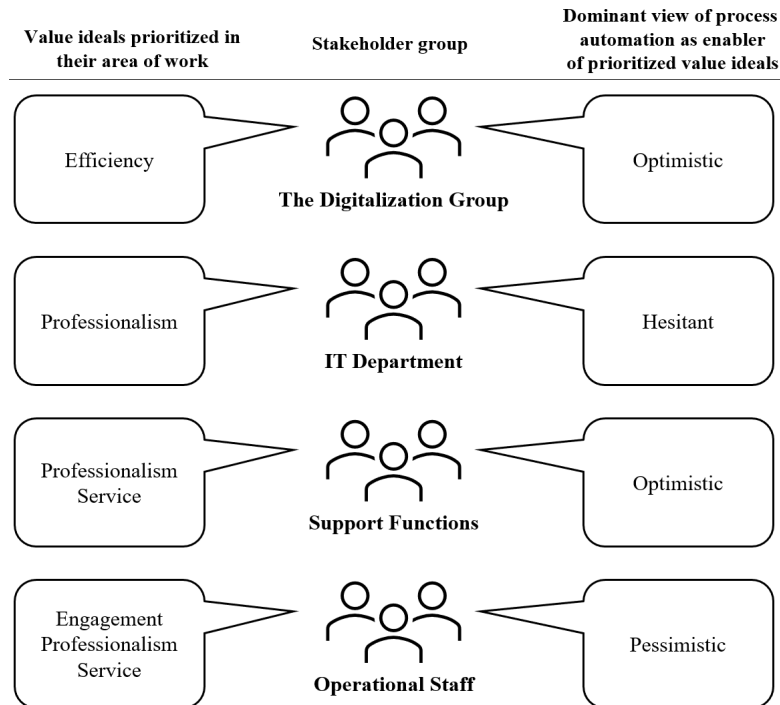 Value ideals prioritized in
their area of work
Stakeholder group
Dominant view of process
automation as enabler
of prioritized value ideals
Efficiency
The Digitalization Group
Optimistic
Professionalism
IT Department
Hesitant
Professionalism
Service
Support Functions
Optimistic
Engagement
Professionalism
Service
Operational Staff
Pessimistic